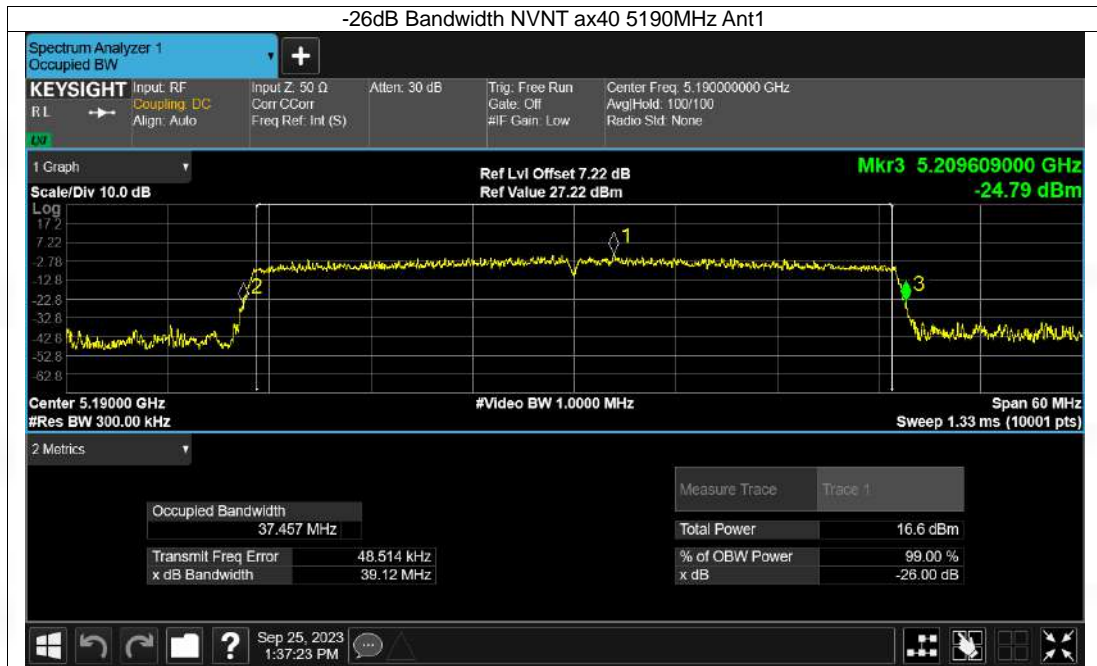 -26dB Bandwidth NVNT ax40 5190MHz Ant1
Spectrum Analyzer 1
Occupied BW
+
KEYSIGHT Input: RF Input Z: 50 Ω Atten: 30 dB Trig: Free Run Center Freq: 5.190000000 GHz
RL Coupling: DC Corr CCorr Gate: Off Avg|Hold: 100/100
Align: Auto Freq Ref: Int (S) #IF Gain: Low Radio Std: None
LXI
1 Graph Ref Lvl Offset 7.22 dB Mkr3 5.209609000 GHz
Scale/Div 10.0 dB Ref Value 27.22 dBm -24.79 dBm
Log
17.2
7.22
-2.78
-12.8
-22.8
-32.8
-42.8
-52.8
-62.8
1
2
3
Center 5.19000 GHz #Video BW 1.0000 MHz Span 60 MHz
#Res BW 300.00 kHz Sweep 1.33 ms (10001 pts)
2 Metrics
Measure Trace Trace 1
Occupied Bandwidth
37.457 MHz Total Power 16.6 dBm
Transmit Freq Error 48.514 kHz % of OBW Power 99.00 %
x dB Bandwidth 39.12 MHz x dB -26.00 dB
? Sep 25, 2023
1:37:23 PM